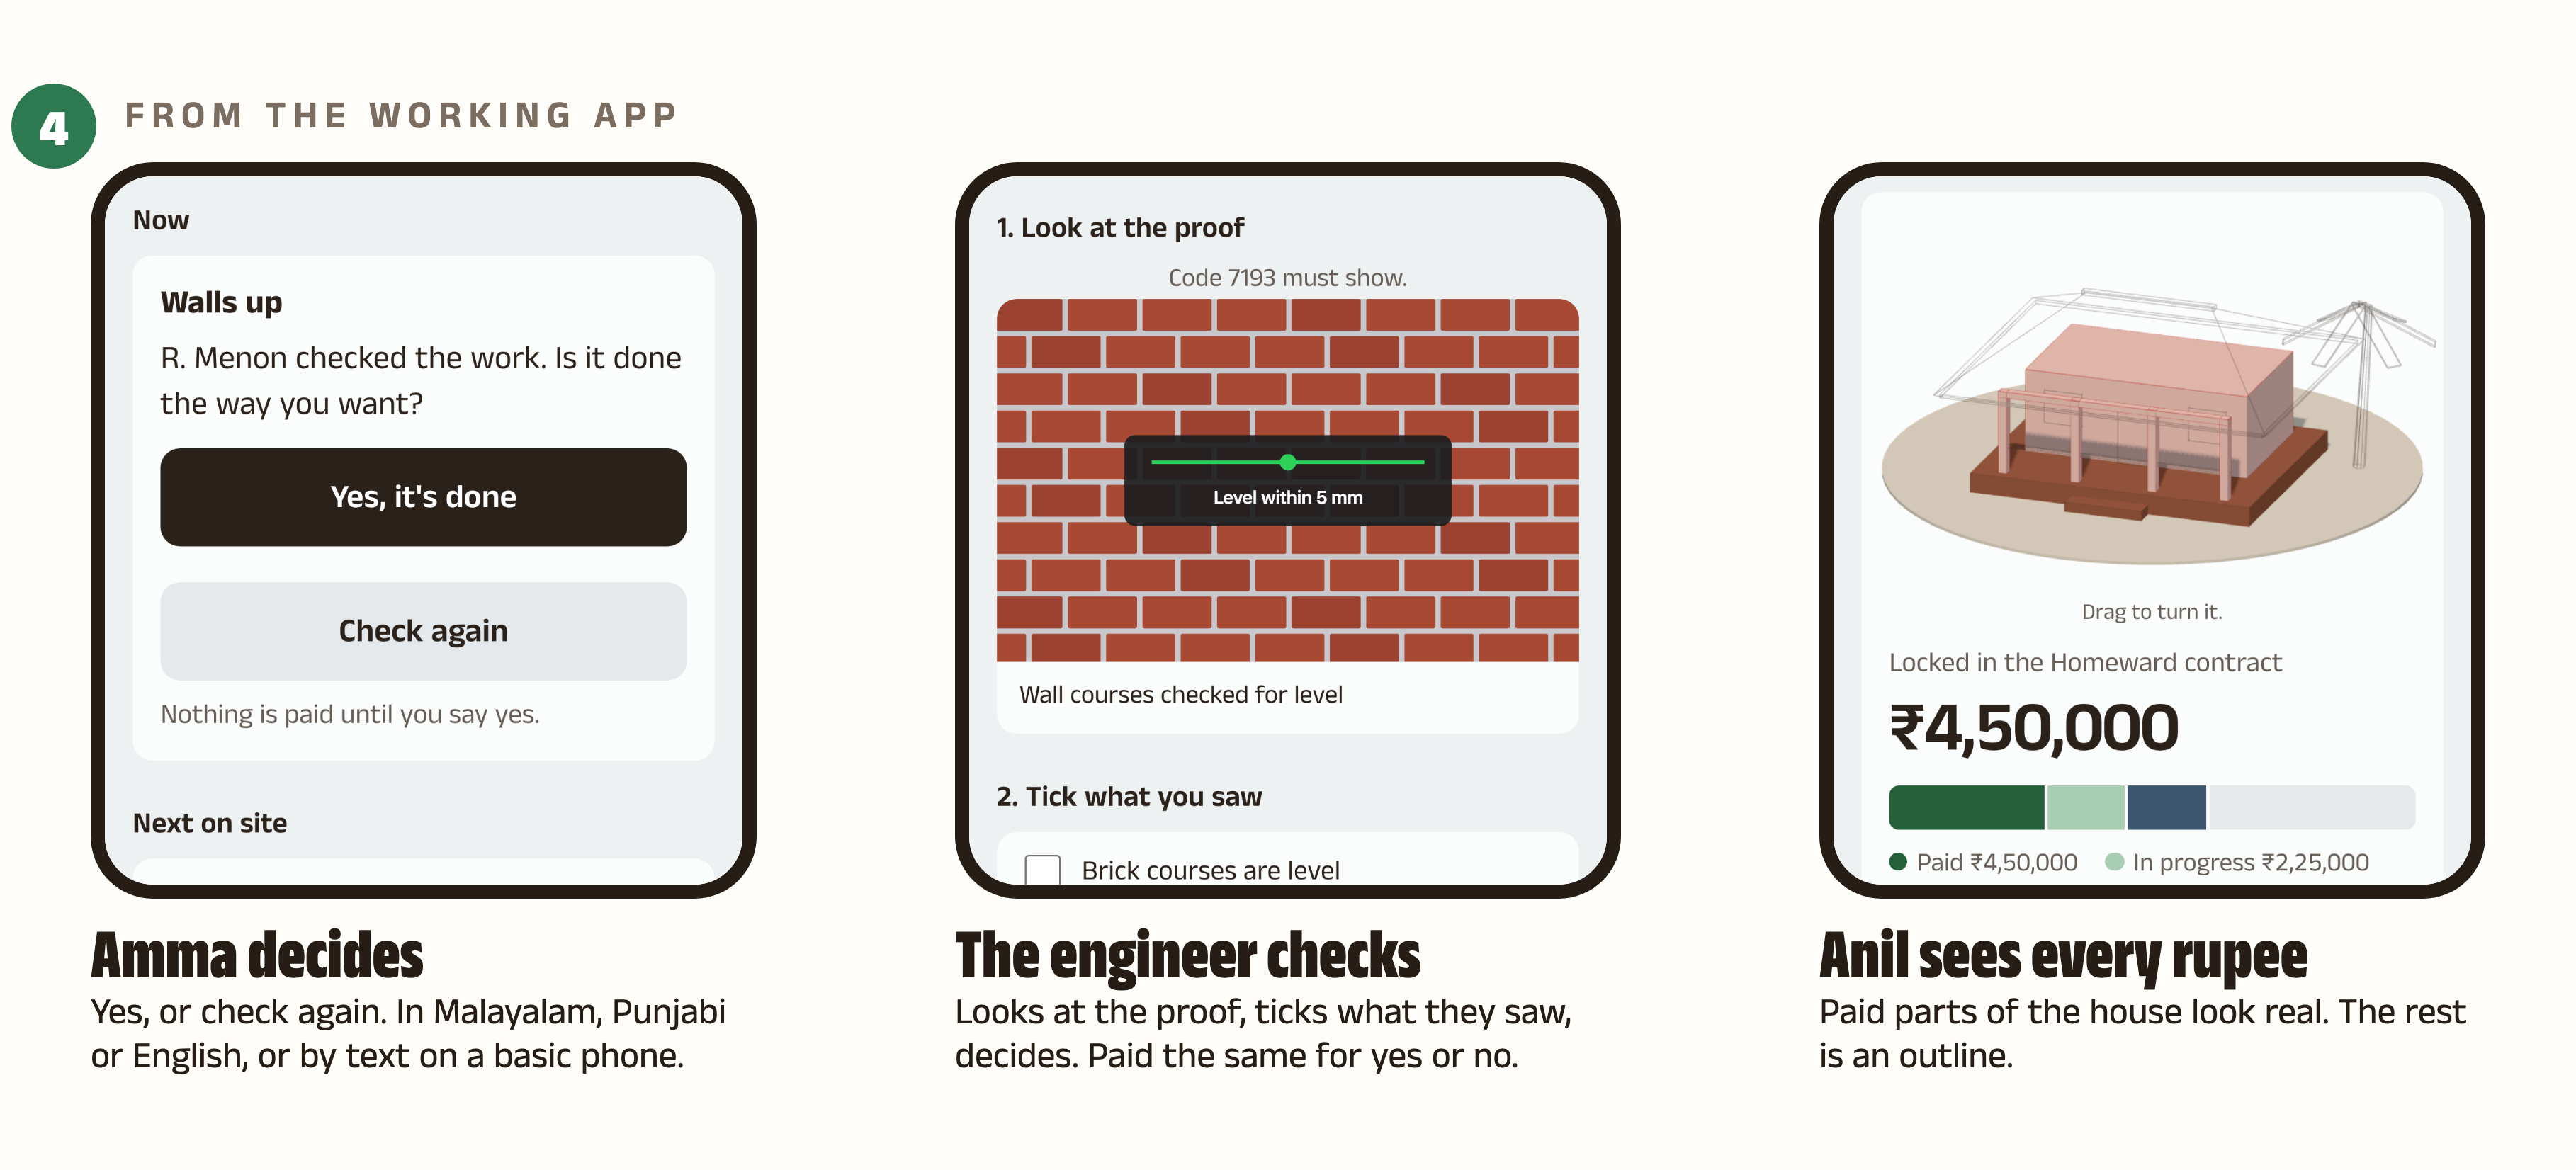 4
FROM THE WORKING APP
Now
Walls up
R. Menon checked the work. Is it done
the way you want?
Yes, it's done
Check again
Nothing is paid until you say yes.
Next on site
Amma decides
Yes, or check again. In Malayalam, Punjabi
or English, or by text on a basic phone.
1. Look at the proof
Code 7193 must show.
Level within 5 mm
Wall courses checked for level
2. Tick what you saw
Brick courses are level
The engineer checks
Looks at the proof, ticks what they saw,
decides. Paid the same for yes or no.
Drag to turn it.
Locked in the Homeward contract
₹4,50,000
Paid ₹4,50,000 In progress ₹2,25,000
Anil sees every rupee
Paid parts of the house look real. The rest
is an outline.